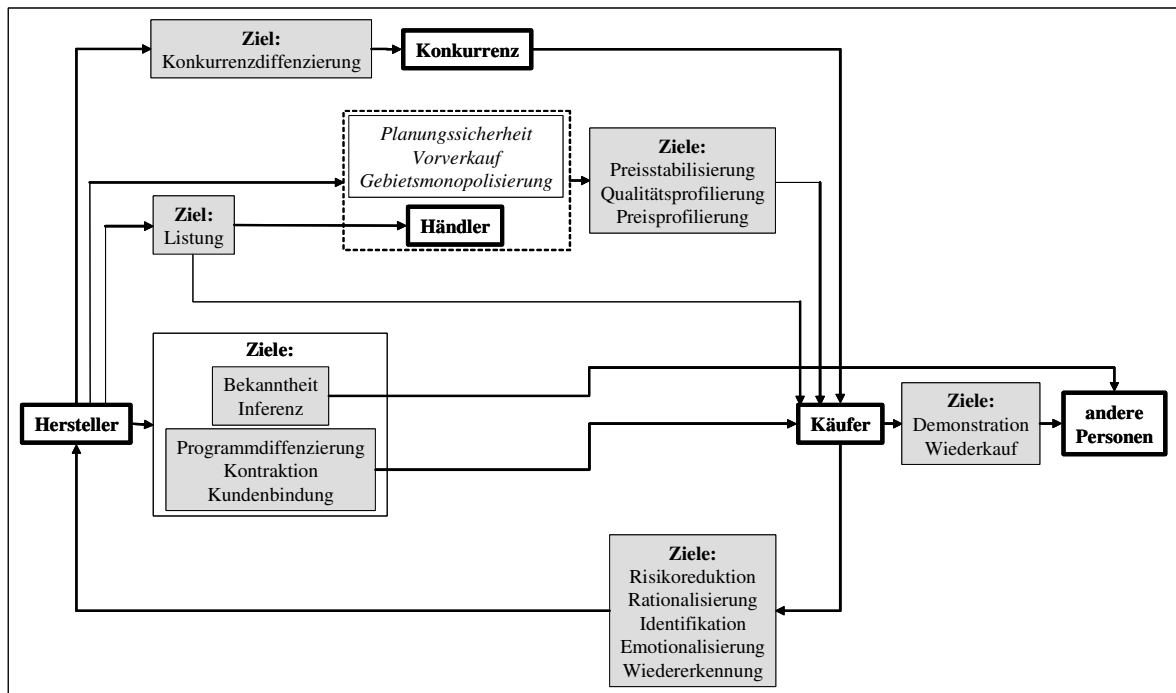 Ziel:
Konkurrenzdiffenzierung
Konkurrenz
Planungssicherheit
Vorverkauf
Gebietsmonopolisierung
Ziele:
Preisstabilisierung
Qualitätsprofilierung
Preisprofilierung
Ziel:
Listung
Händler
Ziele:
Bekanntheit
Inferenz
Hersteller
Programmdiffenzierung
Kontraktion
Kundenbindung
Käufer
Ziele:
Demonstration
Wiederkauf
andere
Personen
Ziele:
Risikoreduktion
Rationalisierung
Identifikation
Emotionalisierung
Wiedererkennung